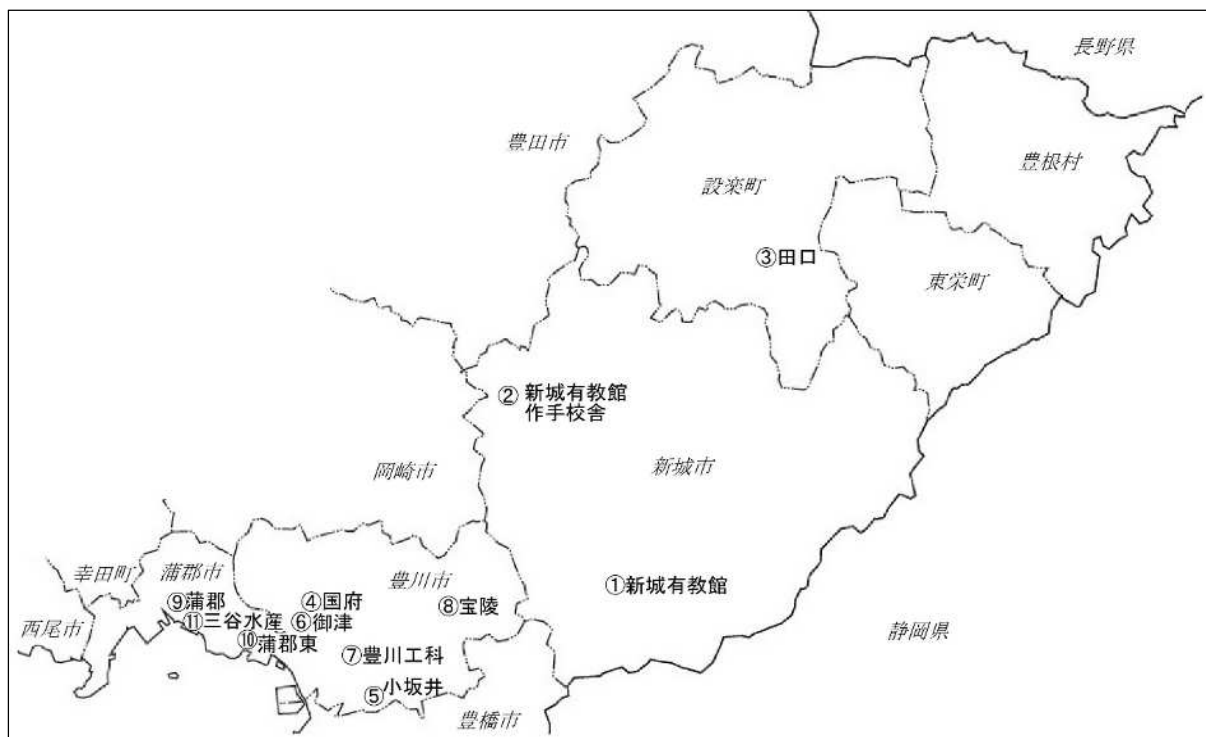 長野県
豊田市
豊根村
設楽町
③田口
東栄町
② 新城有教館
作手校舎
岡崎市
新城市
幸田町
蒲郡市
豊川市
①新城有教館
⑨蒲郡
④国府
⑧宝陵
西尾市
⑪三谷水産
⑥御津
静岡県
⑩蒲郡東
⑦豊川工科
⑤小坂井
豊橋市